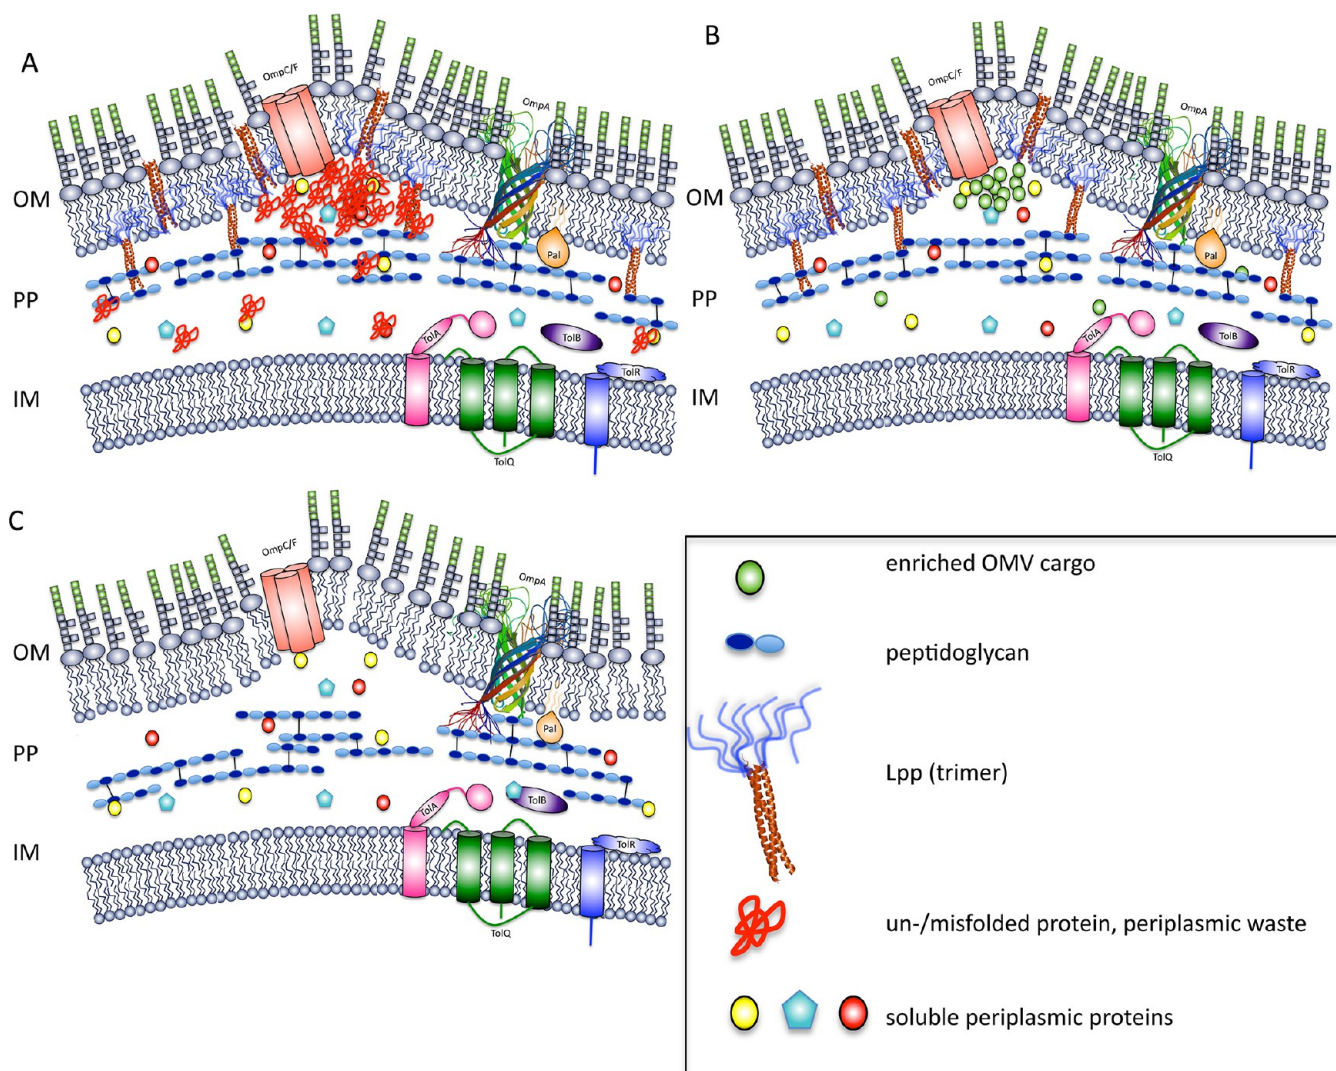 A
OmpC/F
OmpA
OM
Pal
PP
TolA
TolB
TolR
IM
TolQ
B
OmpC/F
OmpA
OM
Pal
PP
TolA
TolB
TolR
IM
TolQ
C
OmpC/F
OmpA
OM
Pal
PP
TolA
TolB
TolR
IM
TolQ
enriched OMV cargo
peptidoglycan
Lpp (trimer)
un-/misfolded protein, periplasmic waste
soluble periplasmic proteins